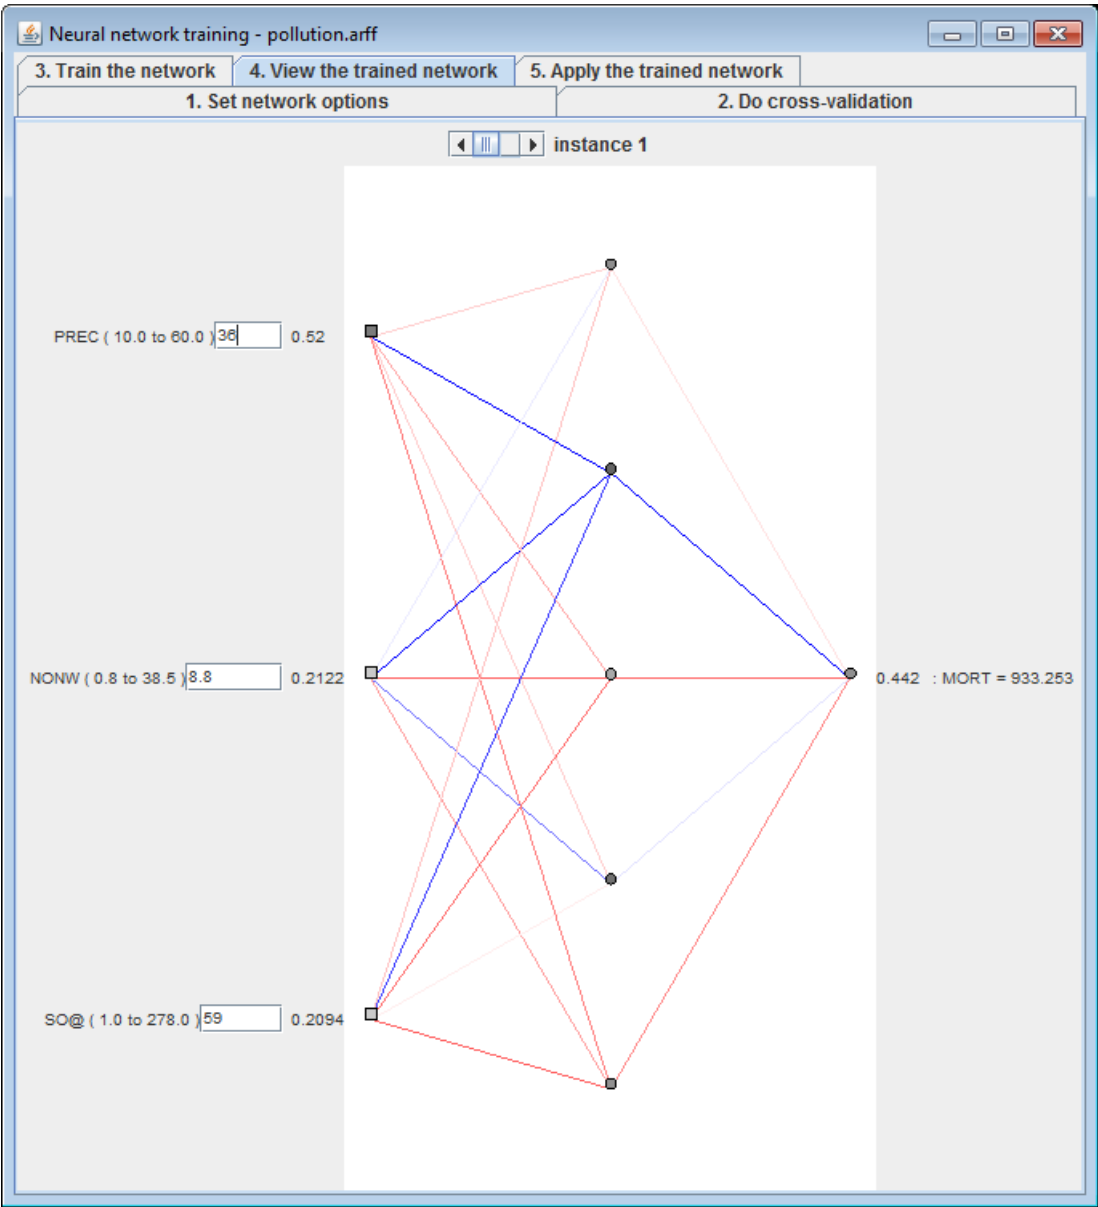 Neural network training - pollution.arff
3. Train the network 4. View the trained network 5. Apply the trained network
1. Set network options 2. Do cross-validation
instance 1
PREC ( 10.0 to 60.0 ) 36 0.52
NONW ( 0.8 to 38.5 ) 8.8 0.2122 0.442 : MORT = 933.253
SO@ ( 1.0 to 278.0 ) 59 0.2094